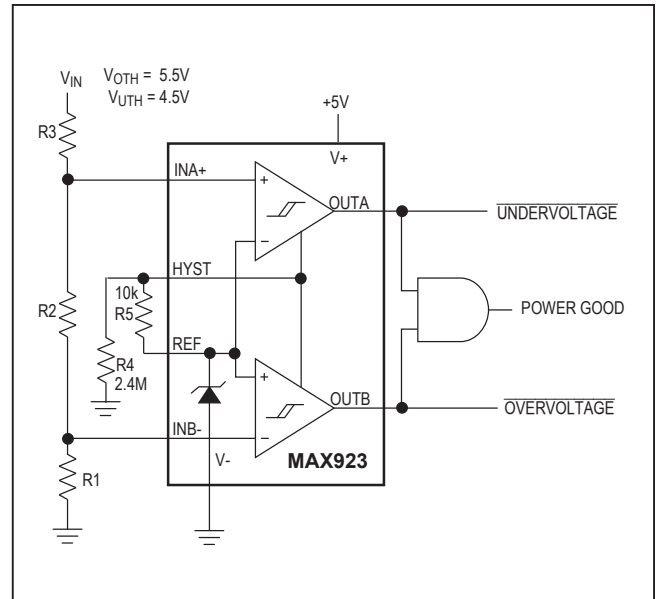 VIN
VOTH = 5.5V
VUTH = 4.5V
+5V
R3
V+
INA+
+
OUTA
UNDERVOLTAGE
−
HYST
10k
R5
POWER GOOD
R2
REF
R4
2.4M
+
OUTB
OVERVOLTAGE
INB-
−
V-
MAX923
R1